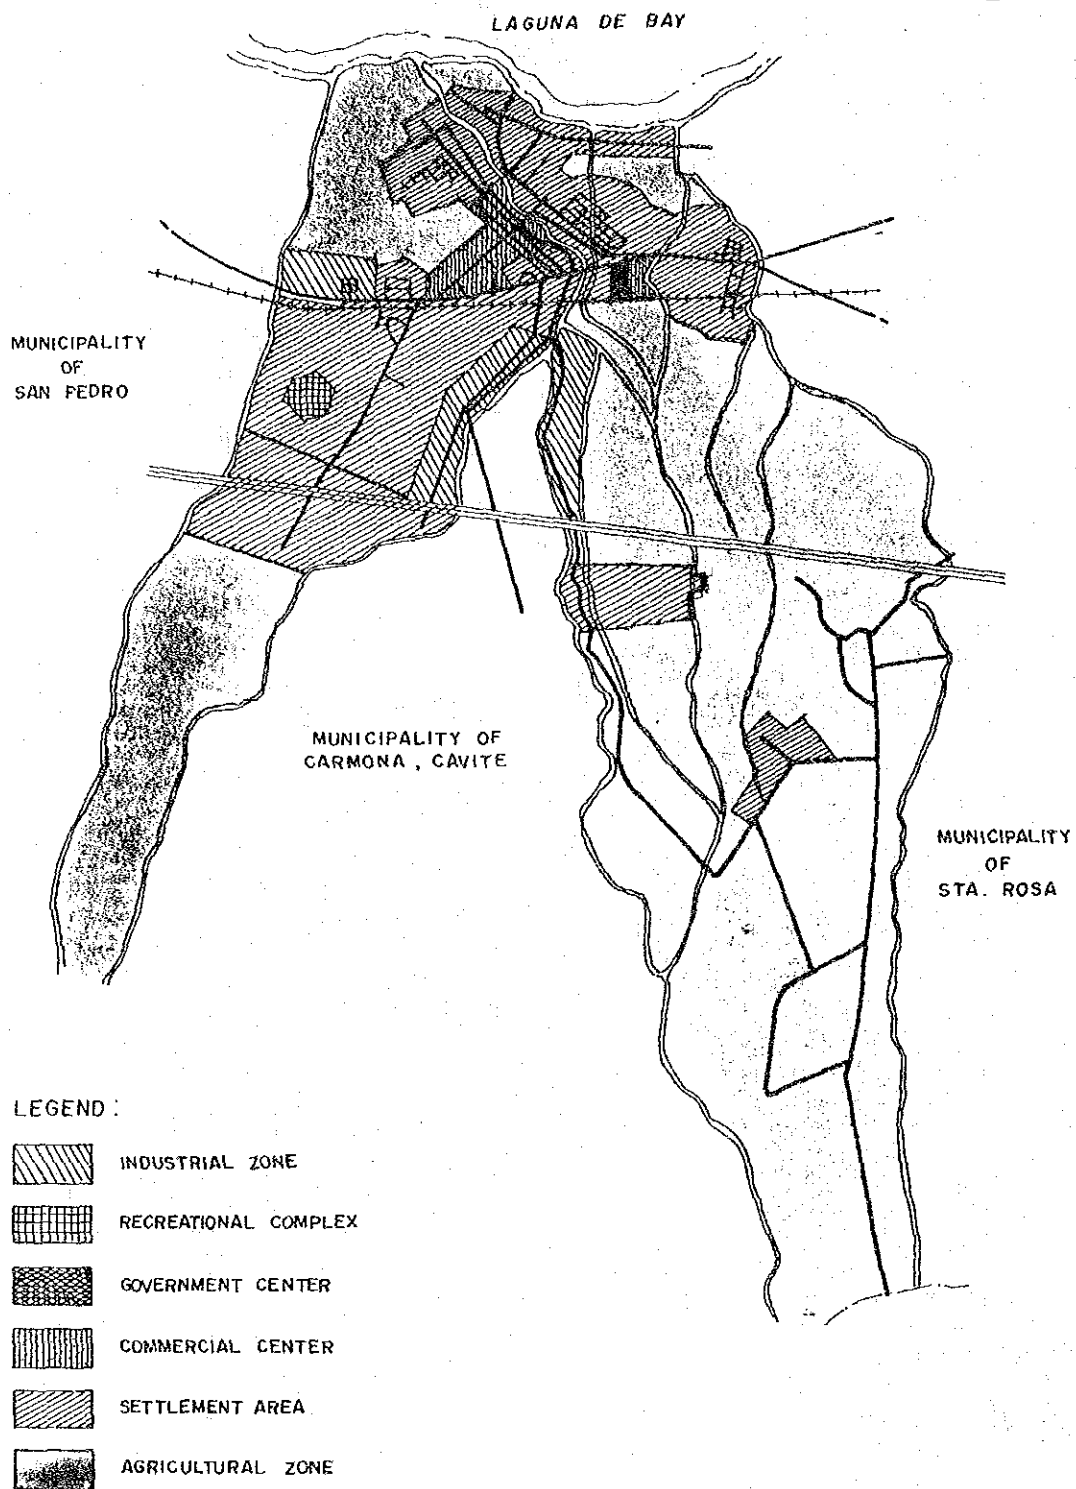 LAGUNA DE BAY
MUNICIPALITY
OF
SAN PEDRO
MUNICIPALITY OF
CARMONA, CAVITE
MUNICIPALITY
OF
STA. ROSA
LEGEND:
INDUSTRIAL ZONE
RECREATIONAL COMPLEX
GOVERNMENT CENTER
COMMERCIAL CENTER
SETTLEMENT AREA
AGRICULTURAL ZONE